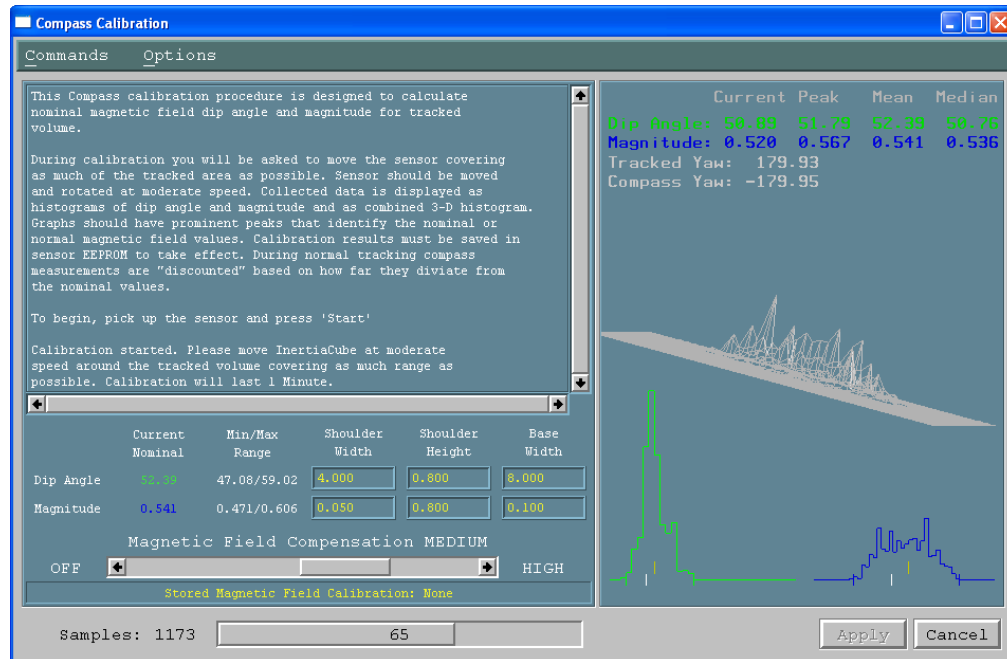 Compass Calibration
Commands Options
This Compass calibration procedure is designed to calculate
nominal magnetic field dip angle and magnitude for tracked
volume.
During calibration you will be asked to move the sensor covering
as much of the tracked area as possible. Sensor should be moved
and rotated at moderate speed. Collected data is displayed as
histograms of dip angle and magnitude and as combined 3-D histogram.
Graphs should have prominent peaks that identify the nominal or
normal magnetic field values. Calibration results must be saved in
sensor EEPROM to take effect. During normal tracking compass
measurements are "discounted" based on how far they diviate from
the nominal values.
To begin, pick up the sensor and press 'Start'
Calibration started. Please move InertiaCube at moderate
speed around the tracked volume covering as much range as
possible. Calibration will last 1 Minute.
Current Nominal Min/Max Range Shoulder Width Shoulder Height Base Width
Dip Angle 52.39 47.08/59.02 4.000 0.800 8.000
Magnitude 0.541 0.471/0.606 0.050 0.800 0.100
Magnetic Field Compensation MEDIUM
OFF HIGH
Stored Magnetic Field Calibration: None
Current Peak Mean Median
Dip Angle: 50.89 51.79 52.39 50.76
Magnitude: 0.520 0.567 0.541 0.536
Tracked Yaw: 179.93
Compass Yaw: -179.95
Samples: 1173 65 Apply Cancel